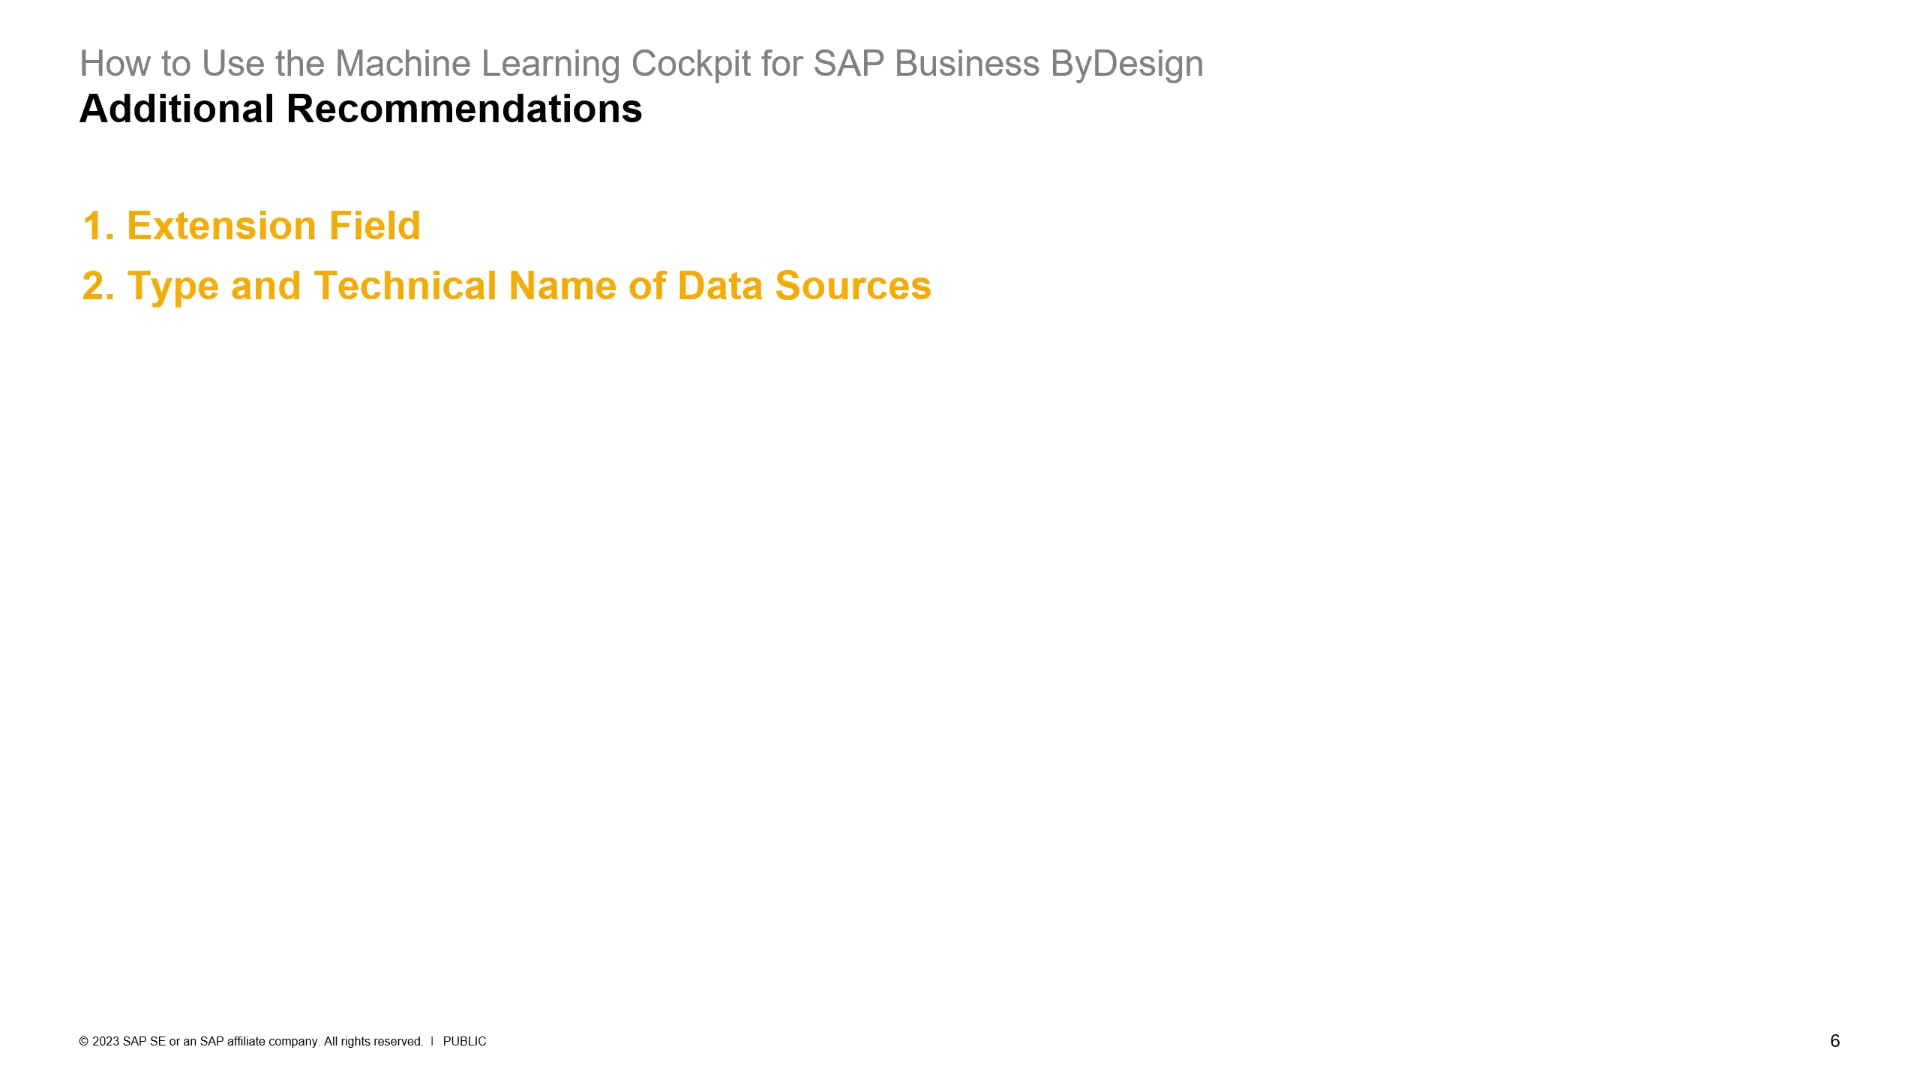 How to Use the Machine Learning Cockpit for SAP Business ByDesign
Additional Recommendations
1. Extension Field
2. Type and Technical Name of Data Sources
© 2023 SAP SE or an SAP affiliate company. All rights reserved. I PUBLIC
6